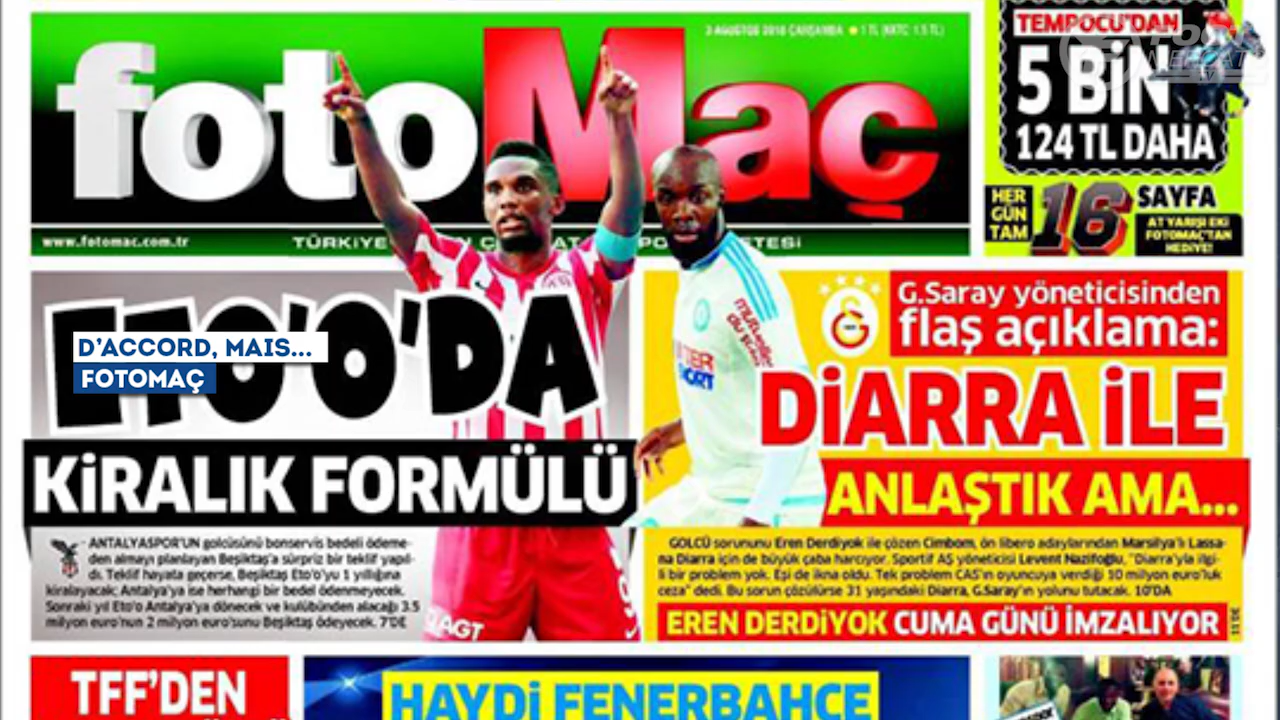 TEMPOCU'DAN
5 BİN
124 TL DAHA
HER GÜN TAM
16
SAYFA
AT YARIŞI EKİ
FOTOMAÇ'TAN
HEDİYE!
3 AĞUSTOS 2016 ÇARŞAMBA 1 TL (KKTC: 1.5 TL)
fotoMaç
www.fotomac.com.tr
TÜRKİYE
ETO'O'DA
D'ACCORD, MAIS...
FOTOMAÇ
KİRALIK FORMÜLÜ
ANTALYASPOR'UN golcüsünü bonservis bedeli ödeme-
den almayı planlayan Beşiktaş'a sürpriz bir teklif yapıl-
dı. Teklif hayata geçerse, Beşiktaş Eto'o'yu 1 yıllığına
kiralayacak; Antalya'ya ise herhangi bir bedel ödenmeyecek.
Sonraki yıl Eto'o Antalya'ya dönecek ve kulübünden alacağı 3.5
milyon euro'nun 2 milyon euro'sunu Beşiktaş ödeyecek. 7'DE
G.Saray yöneticisinden
flaş açıklama:
DİARRA İLE
ANLAŞTIK AMA...
GOLCÜ sorununu Eren Derdiyok ile çözen Cimbom, ön libero adaylarından Marsilya'lı Lassa-
na Diarra için de büyük çaba harcıyor. Sportif AŞ yöneticisi Levent Nazifoğlu, "Diarra'yla ilgi-
li bir problem yok. Eşi de ikna oldu. Tek problem CAS'ın oyuncuya verdiği 10 milyon euro'luk
ceza" dedi. Bu sorun çözülürse 31 yaşındaki Diarra, G.Saray'ın yolunu tutacak. 10'DA
EREN DERDİYOK CUMA GÜNÜ İMZALIYOR
TFF'DEN
HAYDİ FENERBAHÇE